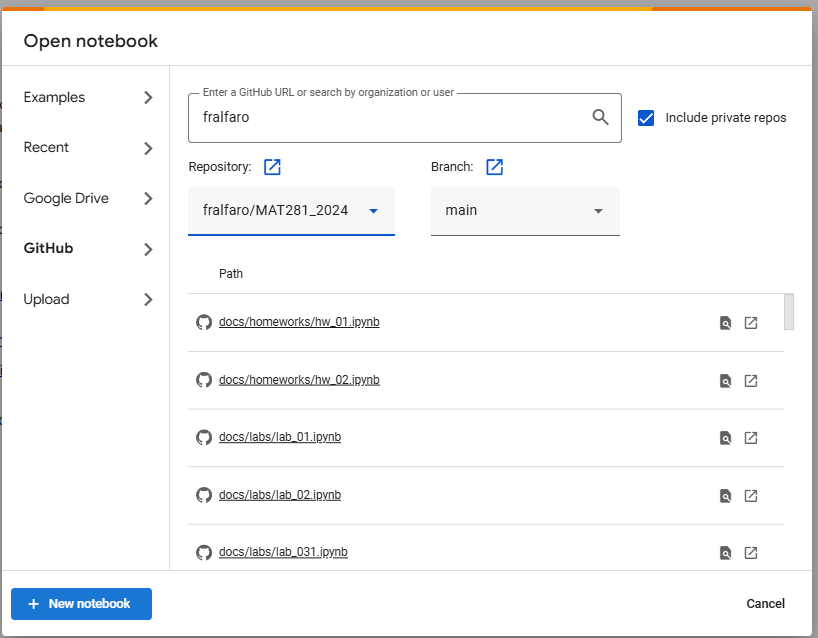 Open notebook
Examples
Recent
Google Drive
GitHub
Upload
Enter a GitHub URL or search by organization or user
fralfaro
Include private repos
Repository:
Branch:
fralfaro/MAT281_2024
main
Path
docs/homeworks/hw_01.ipynb
docs/homeworks/hw_02.ipynb
docs/labs/lab_01.ipynb
docs/labs/lab_02.ipynb
docs/labs/lab_031.ipynb
+ New notebook
Cancel